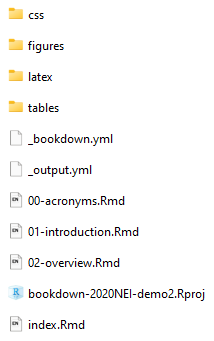 css
figures
latex
tables
_bookdown.yml
_output.yml
00-acronyms.Rmd
01-introduction.Rmd
02-overview.Rmd
bookdown-2020NEI-demo2.Rproj
index.Rmd